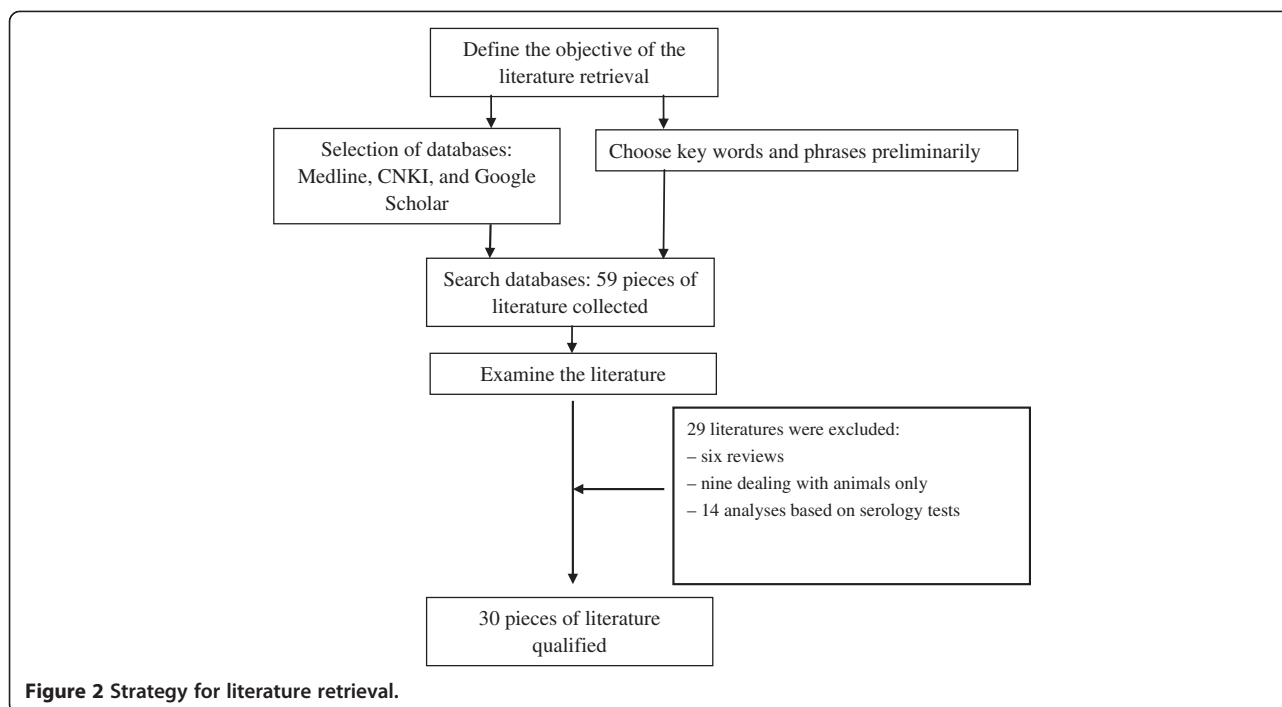 Define the objective of the
literature retrieval
Selection of databases:
Medline, CNKI, and Google
Scholar
Choose key words and phrases preliminarily
Search databases: 59 pieces of
literature collected
Examine the literature
29 literatures were excluded:
– six reviews
– nine dealing with animals only
– 14 analyses based on serology tests
30 pieces of literature
qualified
Figure 2 Strategy for literature retrieval.